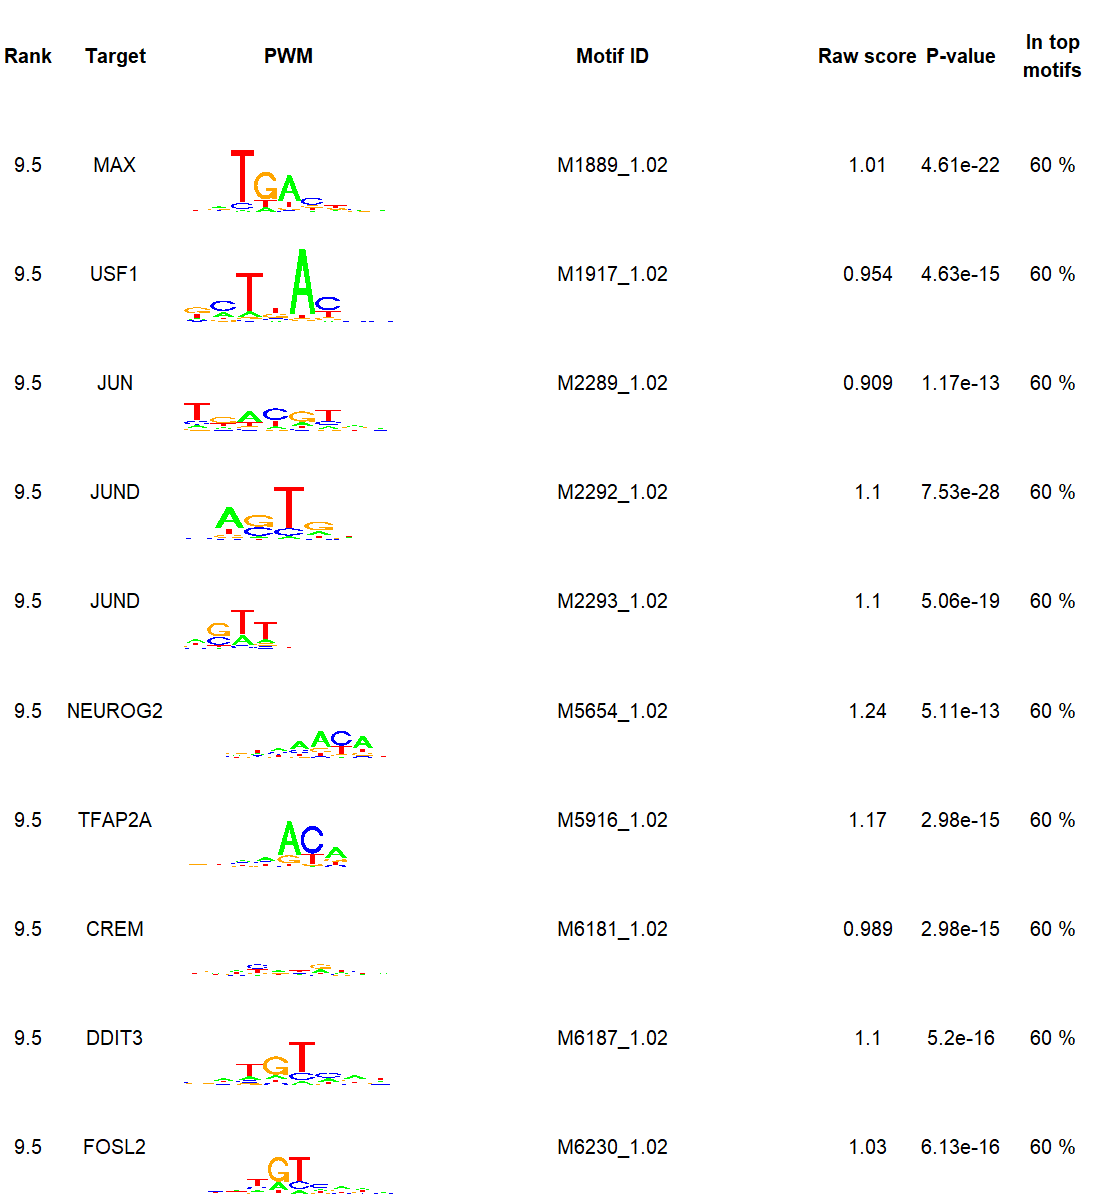 Rank Target PWM Motif ID Raw score P-value In top motifs
9.5 MAX M1889_1.02 1.01 4.61e-22 60 %
9.5 USF1 M1917_1.02 0.954 4.63e-15 60 %
9.5 JUN M2289_1.02 0.909 1.17e-13 60 %
9.5 JUND M2292_1.02 1.1 7.53e-28 60 %
9.5 JUND M2293_1.02 1.1 5.06e-19 60 %
9.5 NEUROG2 M5654_1.02 1.24 5.11e-13 60 %
9.5 TFAP2A M5916_1.02 1.17 2.98e-15 60 %
9.5 CREM M6181_1.02 0.989 2.98e-15 60 %
9.5 DDIT3 M6187_1.02 1.1 5.2e-16 60 %
9.5 FOSL2 M6230_1.02 1.03 6.13e-16 60 %